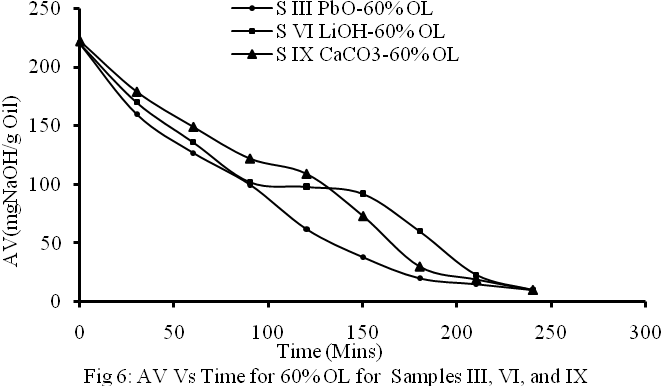 250
200
150
100
50
0
AV(mgNaOH/g Oil)
S III PbO-60%OL
S VI LiOH-60%OL
S IX CaCO3-60%OL
0 50 100 150 200 250 300
Time (Mins)
Fig 6: AV Vs Time for 60%OL for Samples III, VI, and IX